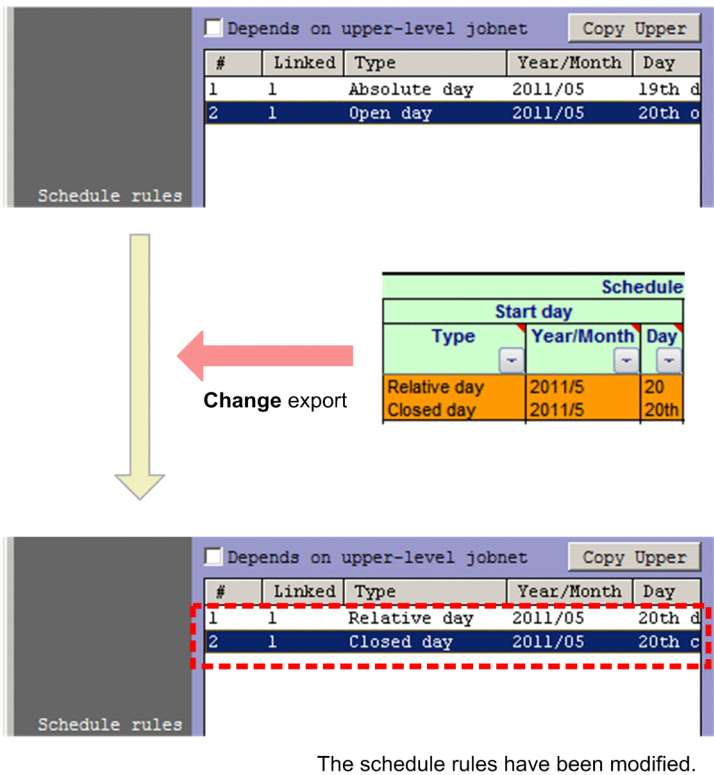 Depends on upper-level jobnet Copy Upper
# Linked Type Year/Month Day
1 1 Absolute day 2011/05 19th d
2 1 Open day 2011/05 20th o
Schedule rules
Schedule
Start day
Type Year/Month Day
Relative day 2011/5 20
Closed day 2011/5 20th
Change export
Depends on upper-level jobnet Copy Upper
# Linked Type Year/Month Day
1 1 Relative day 2011/05 20th d
2 1 Closed day 2011/05 20th c
Schedule rules
The schedule rules have been modified.